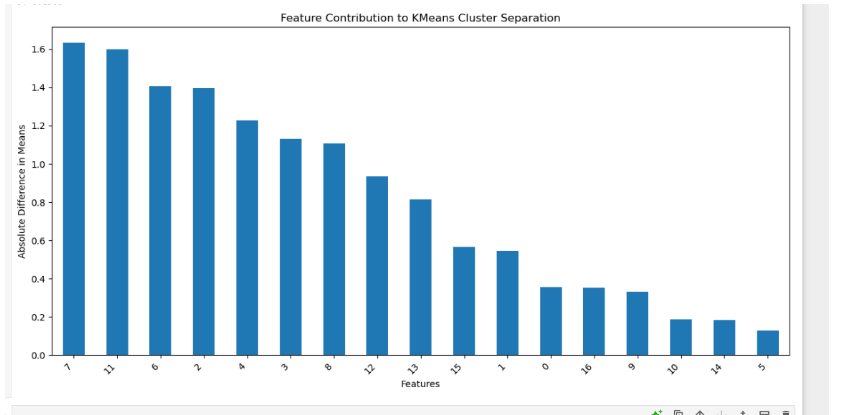 Feature Contribution to KMeans Cluster Separation
Absolute Difference in Means
1.6
1.4
1.2
1.0
0.8
0.6
0.4
0.2
0.0
7 11 6 2 4 3 8 12 13 15 1 0 16 9 10 14 5
Features